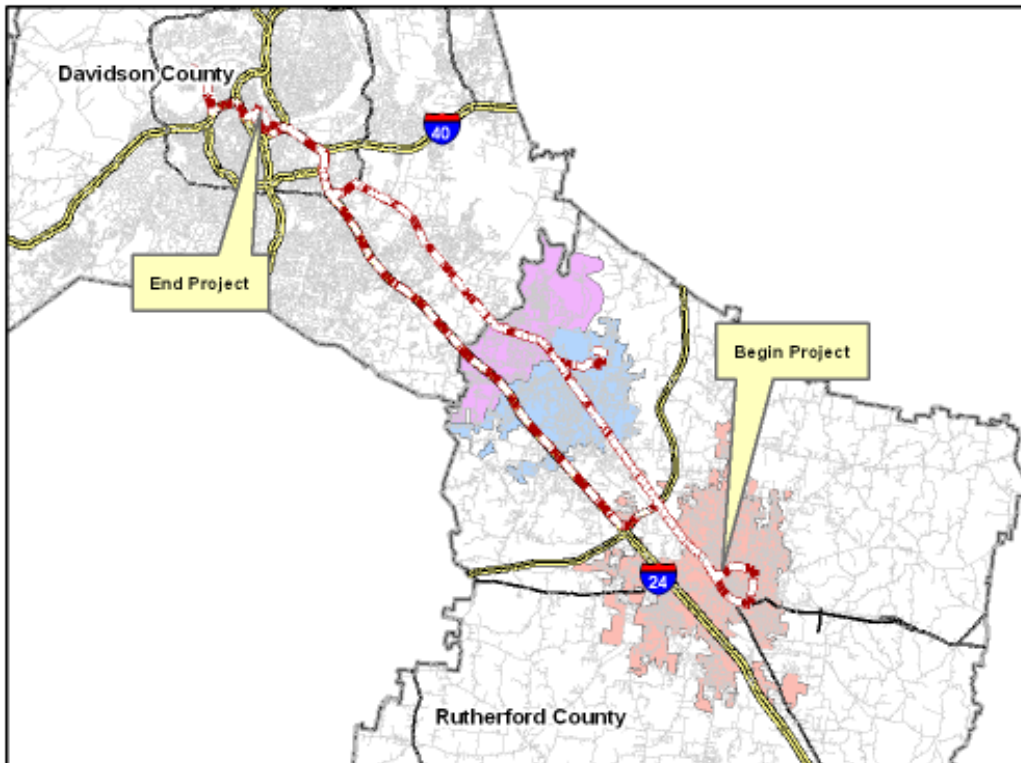 Davidson County
40
End Project
Begin Project
24
Rutherford County